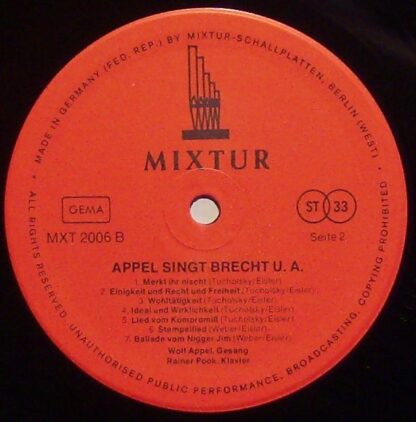 MADE IN GERMANY (FED. REP.) BY MIXTUR-SCHALLPLATTEN, BERLIN (WEST) •
MIXTUR
GEMA
ST 33
MXT 2006 B
Seite 2
APPEL SINGT BRECHT U. A.
1. Merkt ihr nischt (Tucholsky/Eisler)
2. Einigkeit und Recht und Freiheit (Tucholsky/Eisler)
3. Wohltätigkeit (Tucholsky/Eisler)
4. Ideal und Wirklichkeit (Tucholsky/Eisler)
5. Lied vom Kompromiß (Tucholsky/Eisler)
6. Stempellied (Weber/Eisler)
7. Ballade vom Nigger Jim (Weber/Eisler)
Wolf Appel, Gesang
Rainer Pook, Klavier
• ALL RIGHTS RESERVED. UNAUTHORISED PUBLIC PERFORMANCE, BROADCASTING, COPYING PROHIBITED •